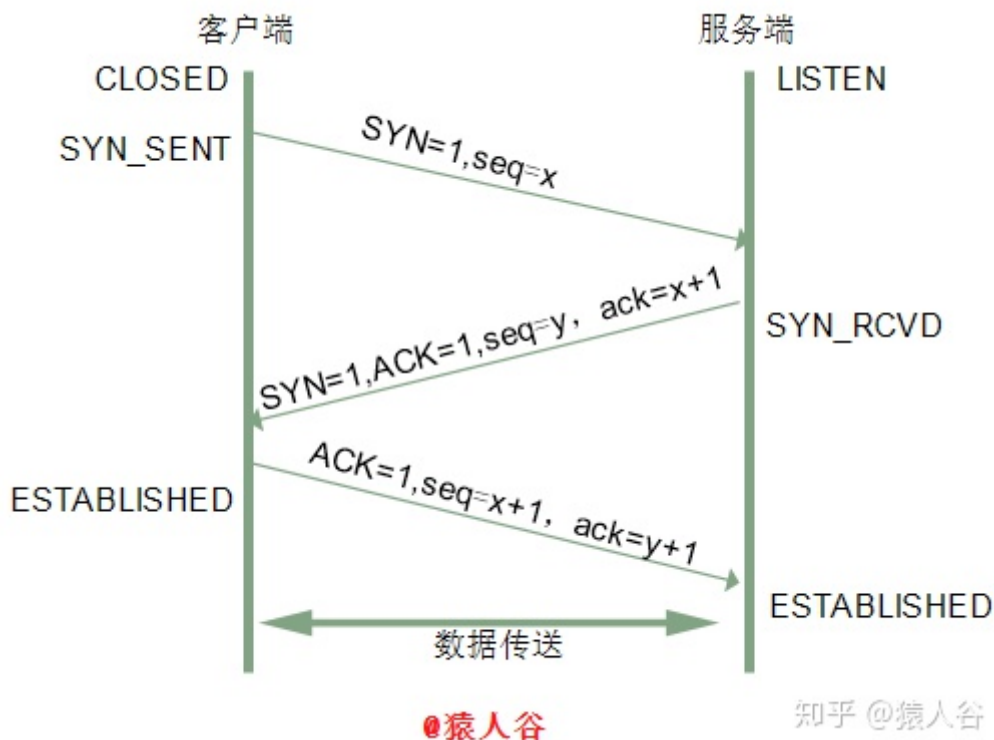 客户端
服务端
CLOSED
LISTEN
SYN_SENT
SYN=1,seq=x
SYN=1,ACK=1,seq=y，ack=x+1
SYN_RCVD
ACK=1,seq=x+1，ack=y+1
ESTABLISHED
ESTABLISHED
数据传送
@猿人谷
知乎 @猿人谷